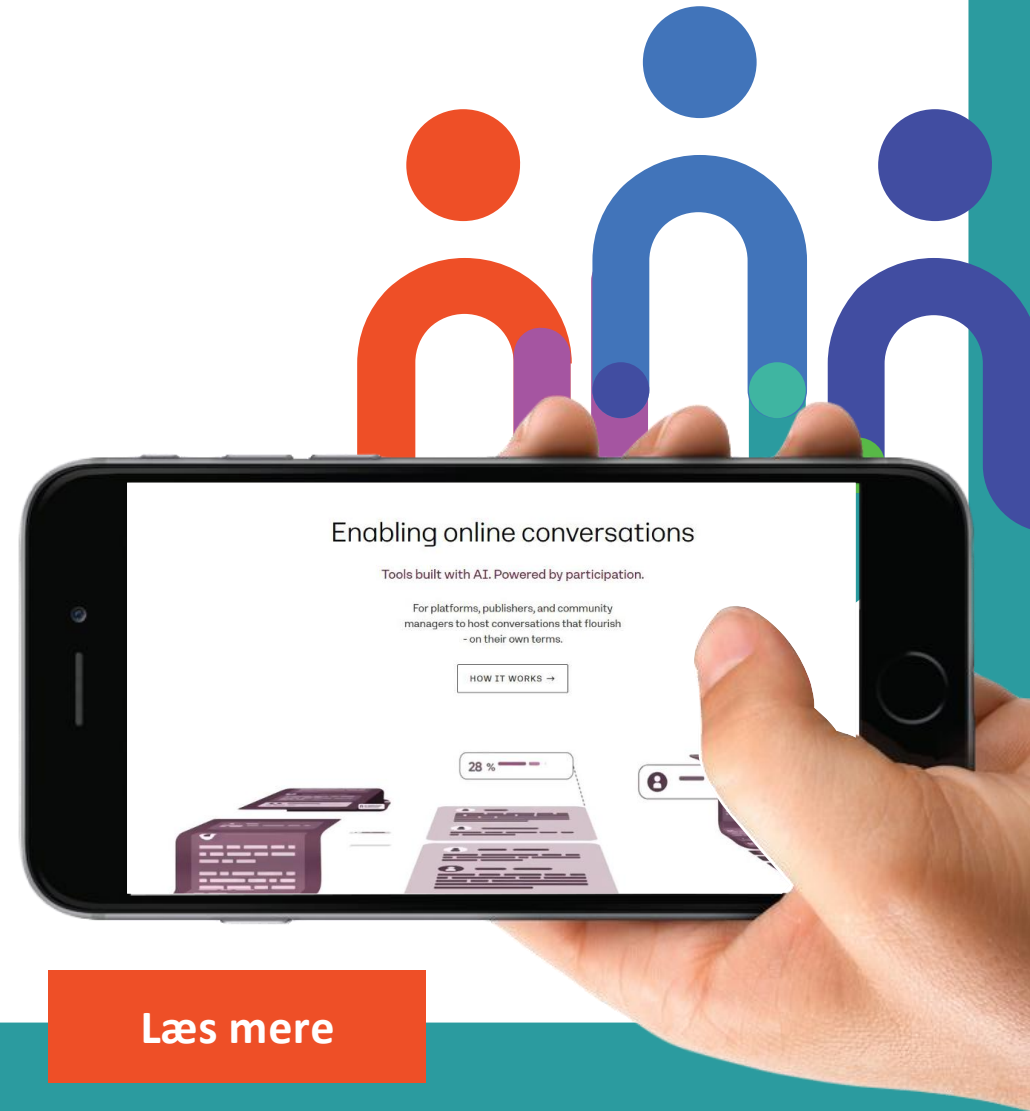 Enabling online conversations
Tools built with AI. Powered by participation.
For platforms, publishers, and community
managers to host conversations that flourish
- on their own terms.
HOW IT WORKS →
28 %
Læs mere